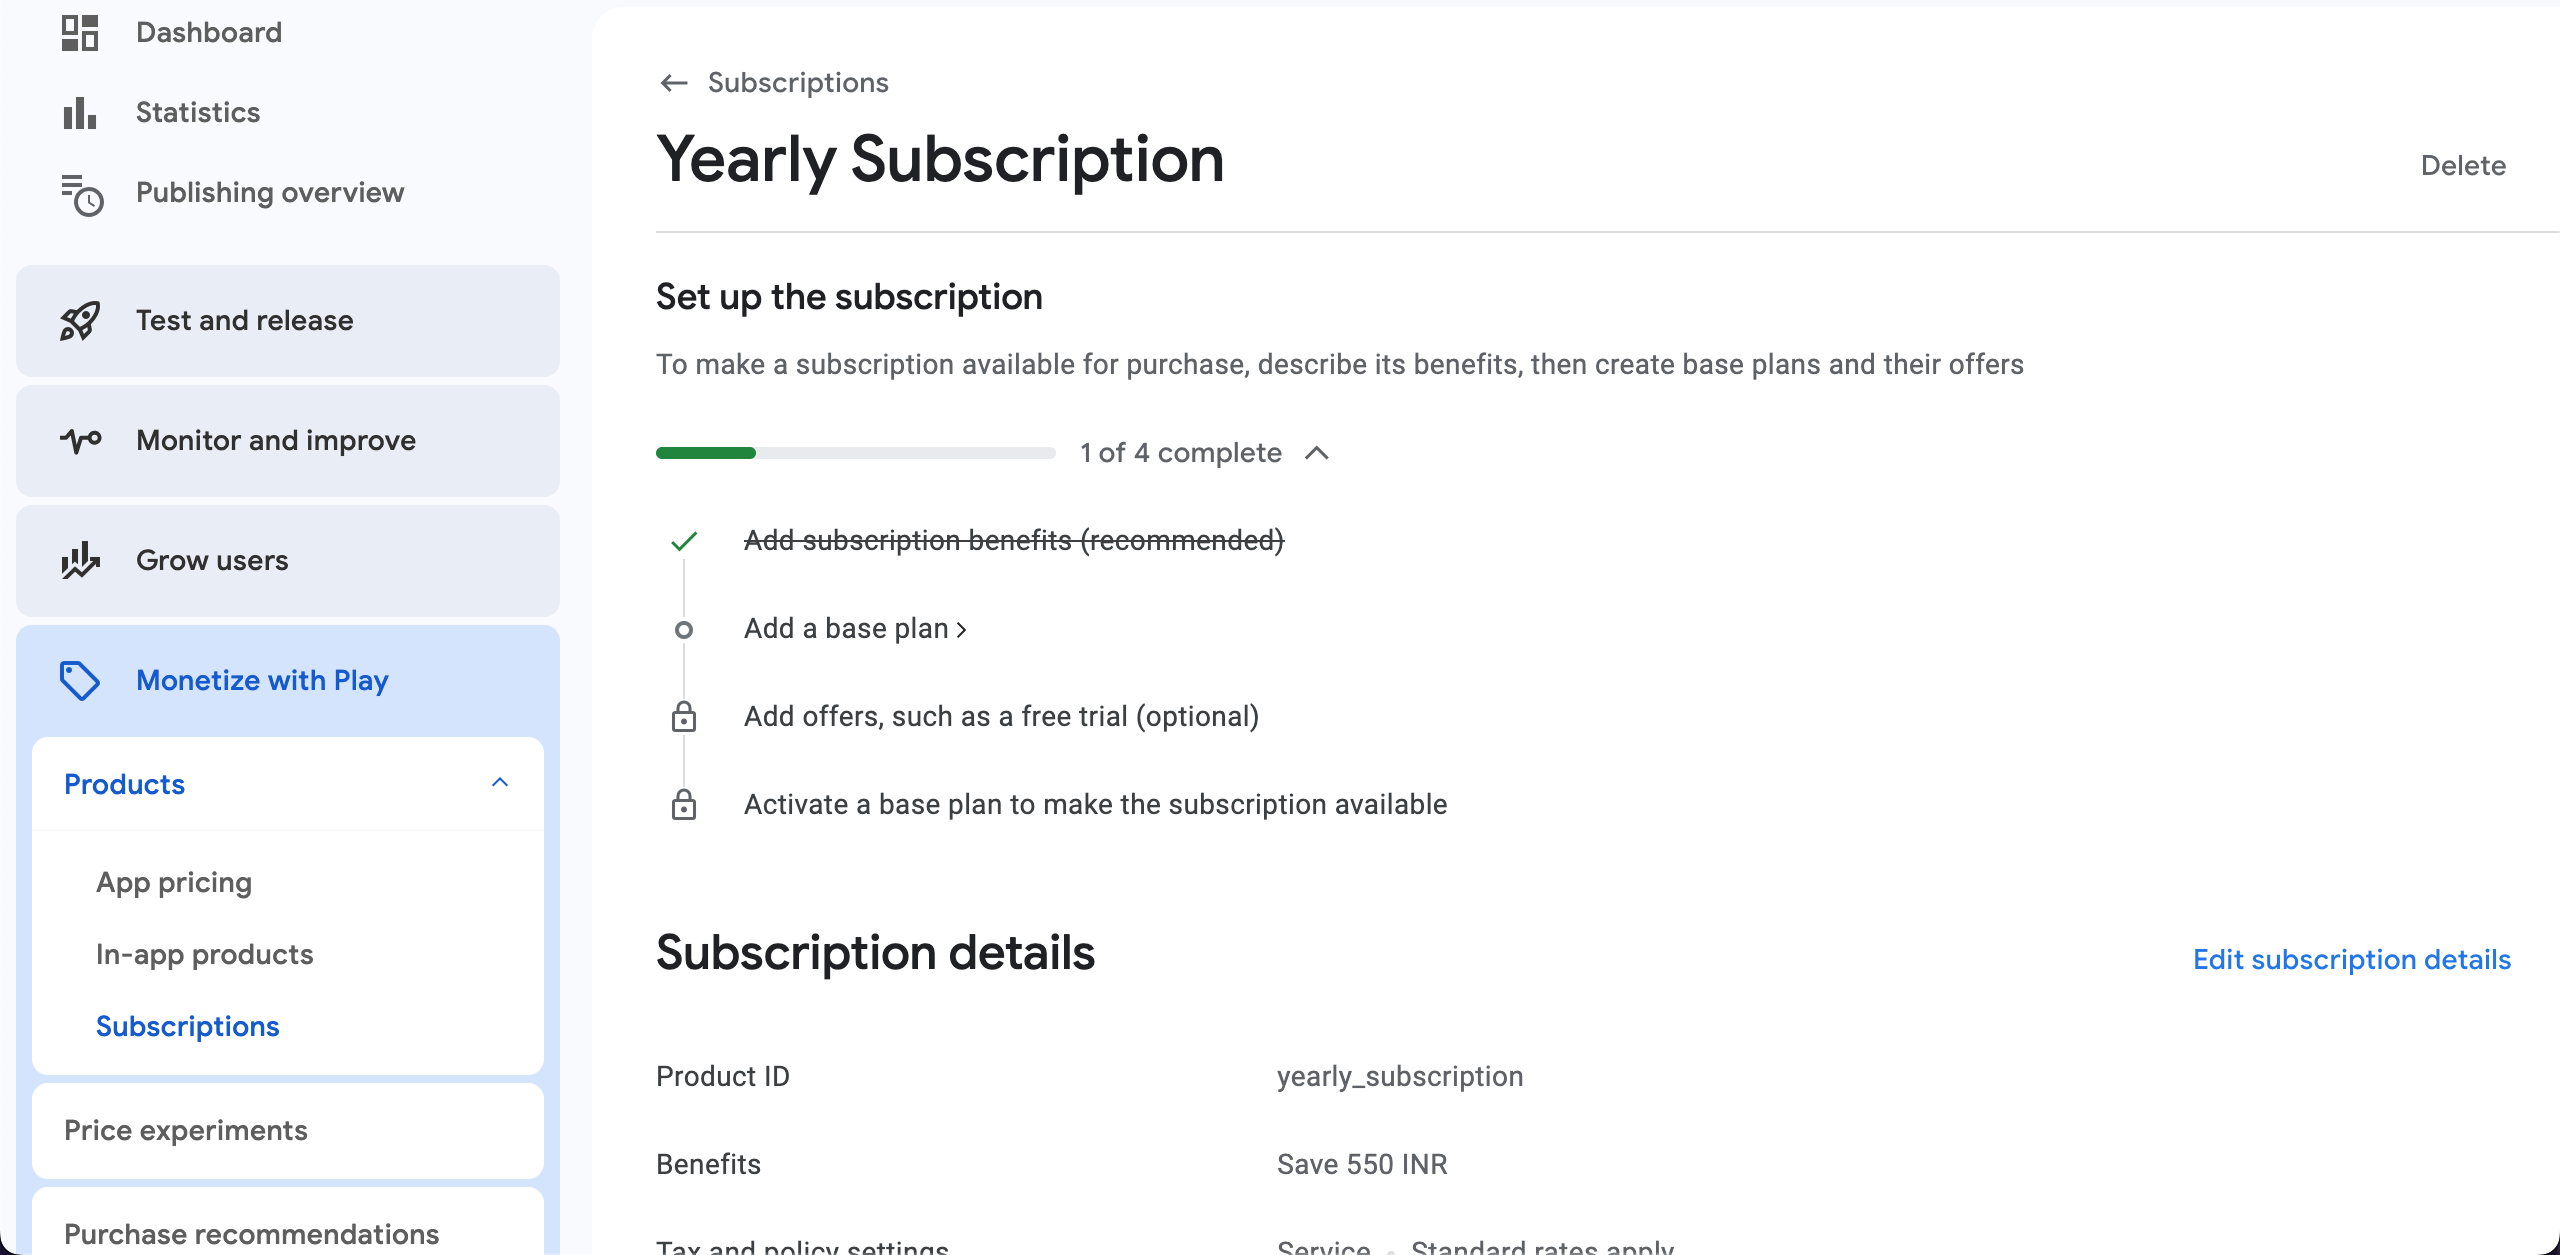 Dashboard
Statistics
Publishing overview
Test and release
Monitor and improve
Grow users
Monetize with Play
Products
App pricing
In-app products
Subscriptions
Price experiments
Purchase recommendations
Subscriptions
Yearly Subscription
Delete
Set up the subscription
To make a subscription available for purchase, describe its benefits, then create base plans and their offers
1 of 4 complete
Add subscription benefits (recommended)
Add a base plan
Add offers, such as a free trial (optional)
Activate a base plan to make the subscription available
Subscription details
Edit subscription details
Product ID yearly_subscription
Benefits Save 550 INR
Tax and policy settings Service • Standard rates apply